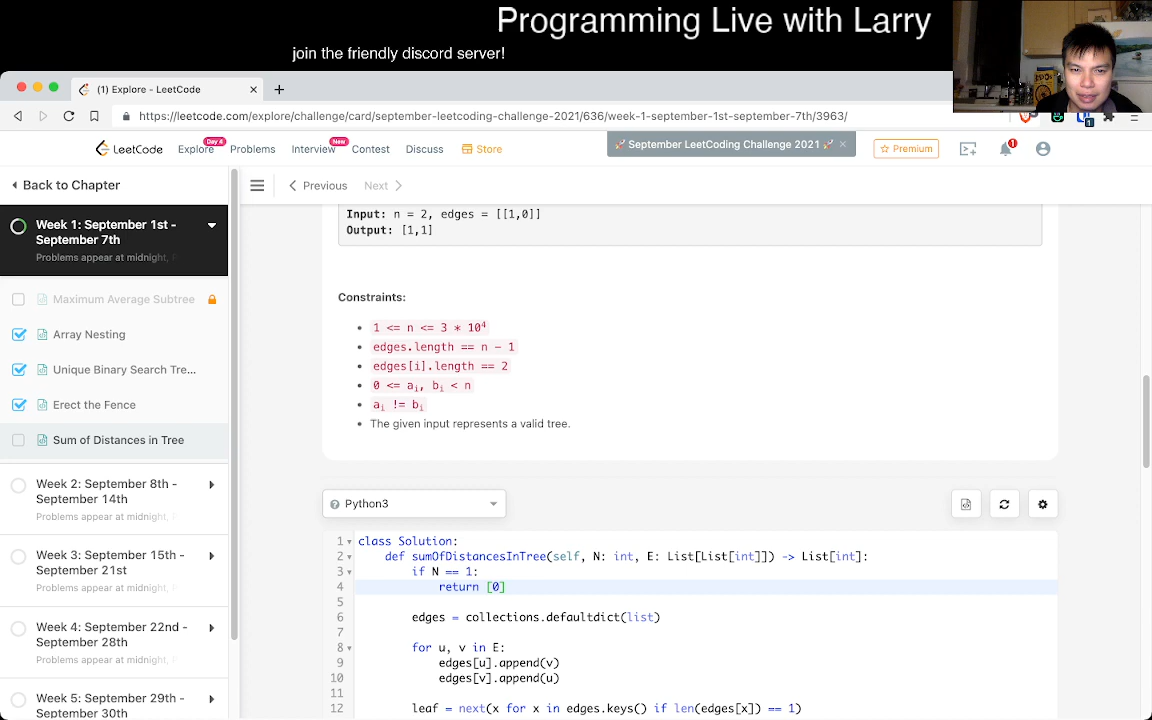 Programming Live with Larry
join the friendly discord server!
(1) Explore - LeetCode
https://leetcode.com/explore/challenge/card/september-leetcoding-challenge-2021/636/week-1-september-1st-september-7th/3963/
LeetCode Explore Day 4 Problems Interview New Contest Discuss Store
September LeetCoding Challenge 2021
Premium
1
1
Back to Chapter
Previous Next
Week 1: September 1st -
September 7th
Problems appear at midnight,
Maximum Average Subtree
Array Nesting
Unique Binary Search Tre...
Erect the Fence
Sum of Distances in Tree
Week 2: September 8th -
September 14th
Problems appear at midnight,
Week 3: September 15th -
September 21st
Problems appear at midnight,
Week 4: September 22nd -
September 28th
Problems appear at midnight,
Week 5: September 29th -
September 30th
Input: n = 2, edges = [[1,0]]
Output: [1,1]
Constraints:
1 <= n <= 3 * 10⁴
edges.length == n - 1
edges[i].length == 2
0 <= aᵢ, bᵢ < n
aᵢ != bᵢ
The given input represents a valid tree.
Python3
1 class Solution:
2 def sumOfDistancesInTree(self, N: int, E: List[List[int]]) -> List[int]:
3 if N == 1:
4 return [0]
5
6 edges = collections.defaultdict(list)
7
8 for u, v in E:
9 edges[u].append(v)
10 edges[v].append(u)
11
12 leaf = next(x for x in edges.keys() if len(edges[x]) == 1)